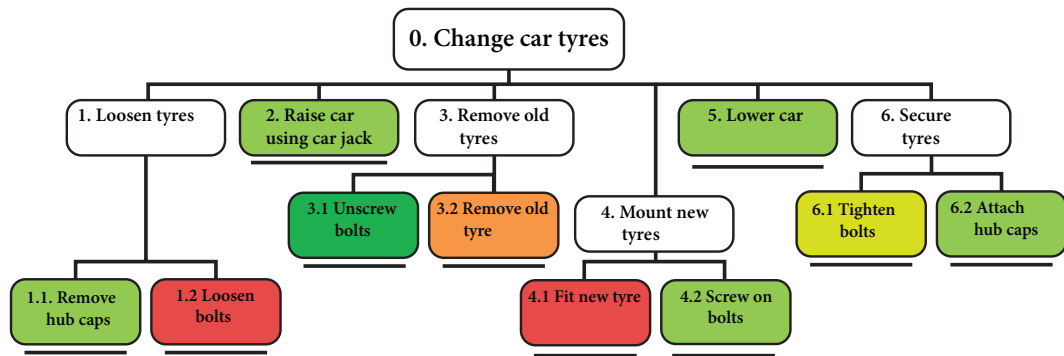 0. Change car tyres
1. Loosen tyres
2. Raise car
using car jack
3. Remove old
tyres
5. Lower car
6. Secure
tyres
3.1 Unscrew
bolts
3.2 Remove old
tyre
4. Mount new
tyres
6.1 Tighten
bolts
6.2 Attach
hub caps
1.1. Remove
hub caps
1.2 Loosen
bolts
4.1 Fit new tyre
4.2 Screw on
bolts